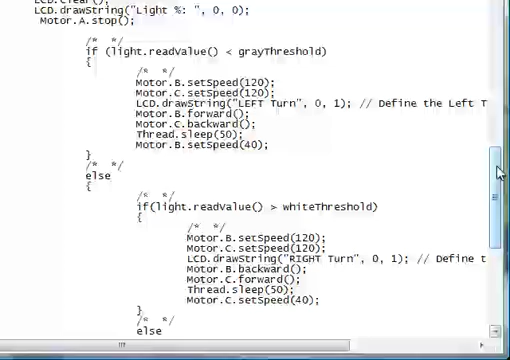 LCD.clear();
LCD.drawString("Light %: ", 0, 0);
Motor.A.stop();
/* */
if (light.readValue() < grayThreshold)
{
/* */
Motor.B.setSpeed(120);
Motor.C.setSpeed(120);
LCD.drawString("LEFT Turn", 0, 1); // Define the Left T
Motor.B.forward();
Motor.C.backward();
Thread.sleep(50);
Motor.B.setSpeed(40);
}
/* */
else
{
/* */
if(light.readValue() > whiteThreshold)
{
/* */
Motor.B.setSpeed(120);
Motor.C.setSpeed(120);
LCD.drawString("RIGHT Turn", 0, 1); // Define t
Motor.B.backward();
Motor.C.forward();
Thread.sleep(50);
Motor.C.setSpeed(40);
}
/* */
else